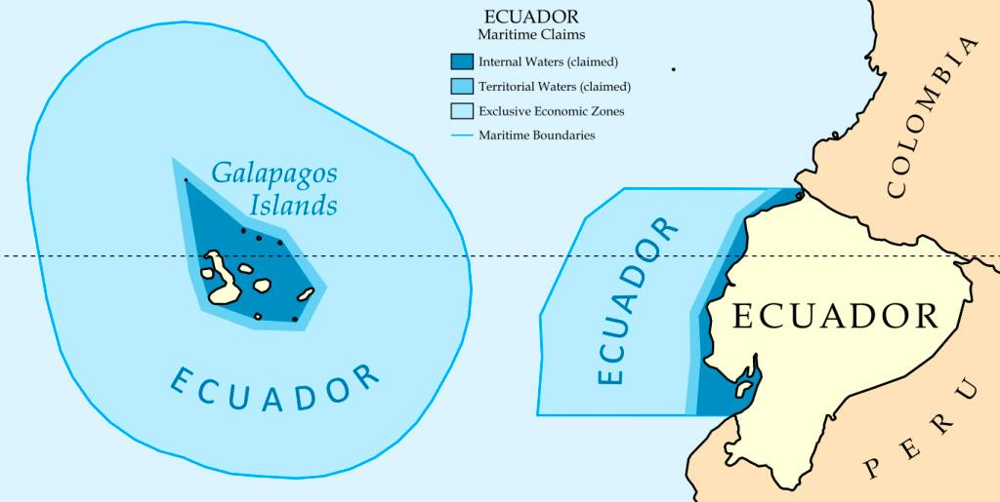 ECUADOR
Maritime Claims
Internal Waters (claimed)
Territorial Waters (claimed)
Exclusive Economic Zones
Maritime Boundaries
COLOMBIA
Galapagos
Islands
ECUADOR
ECUADOR
ECUADOR
PERU